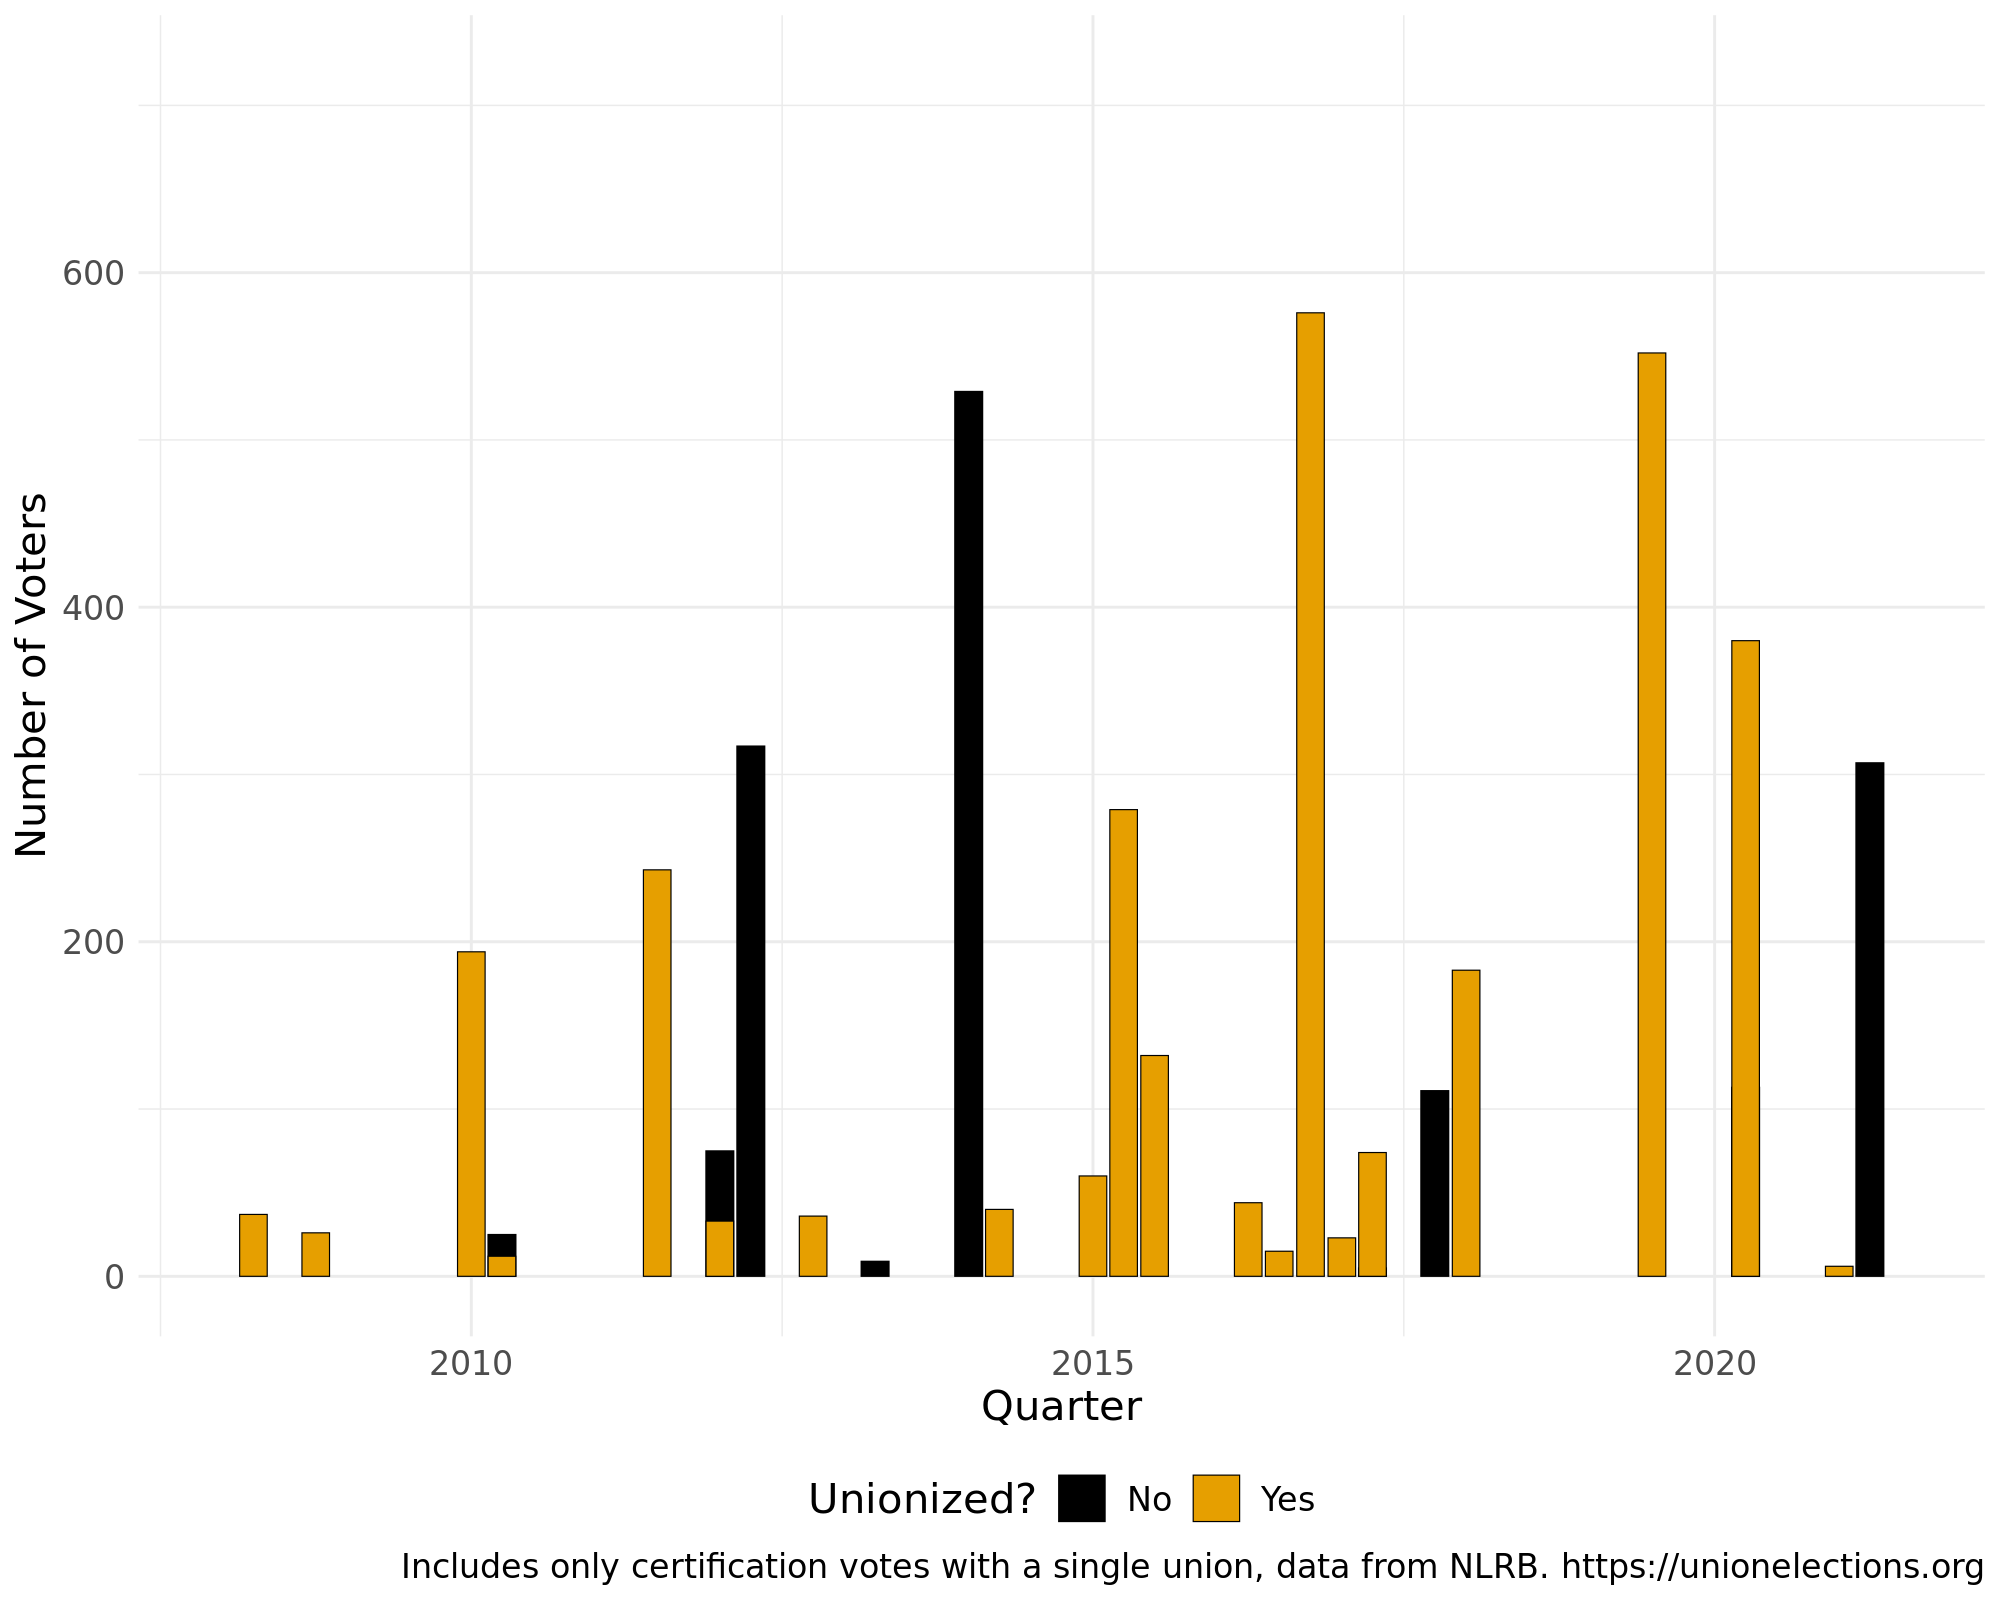 600
400
200
0
Number of Voters
2010 2015 2020
Quarter
Unionized? No Yes
Includes only certification votes with a single union, data from NLRB. https://unionelections.org